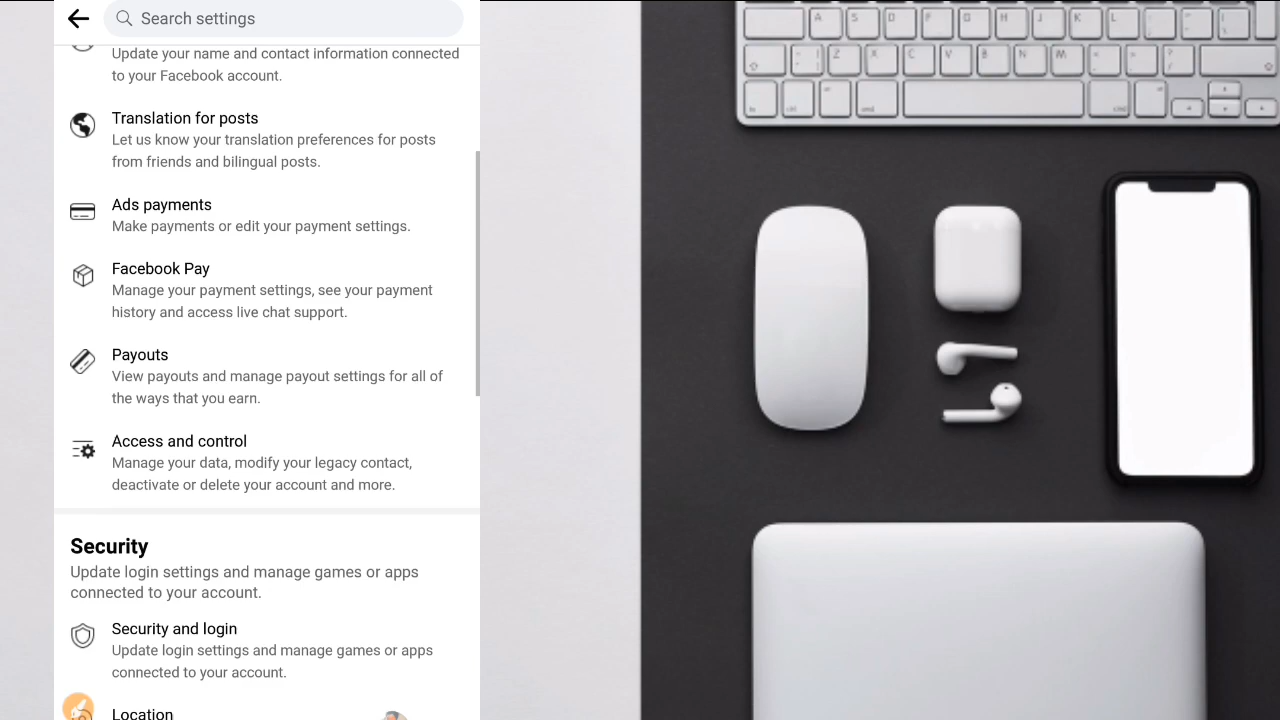 Search settings
Update your name and contact information connected
to your Facebook account.
Translation for posts
Let us know your translation preferences for posts
from friends and bilingual posts.
Ads payments
Make payments or edit your payment settings.
Facebook Pay
Manage your payment settings, see your payment
history and access live chat support.
Payouts
View payouts and manage payout settings for all of
the ways that you earn.
Access and control
Manage your data, modify your legacy contact,
deactivate or delete your account and more.
Security
Update login settings and manage games or apps
connected to your account.
Security and login
Update login settings and manage games or apps
connected to your account.
Location
A S D F G H J K L
Z X C V B N M